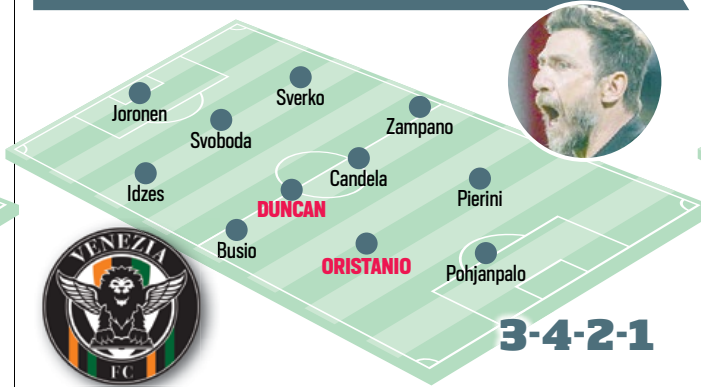 Joronen
Sverko
Svoboda
Zampano
Idzes
Candela
DUNCAN
Pierini
Busio
ORISTANIO
Pohjanpalo
VENEZIA
FC
3-4-2-1